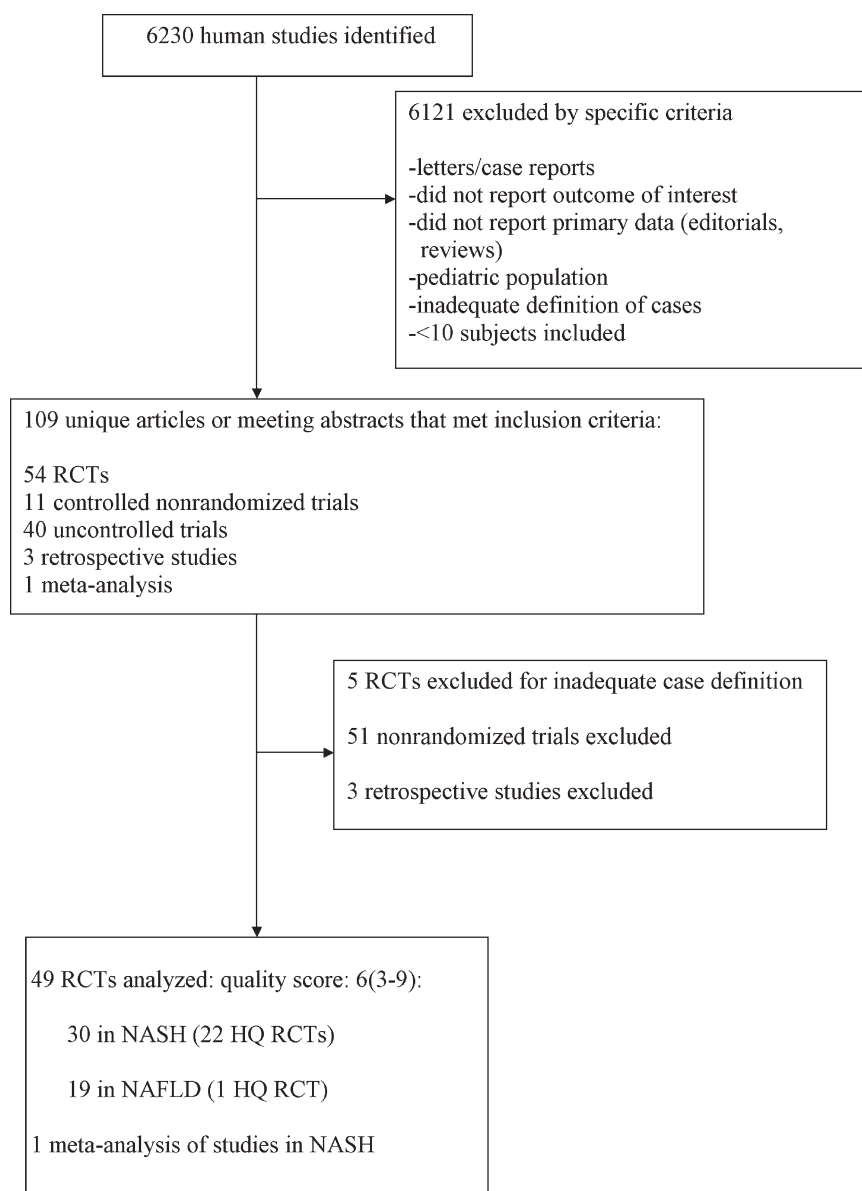 6230 human studies identified
6121 excluded by specific criteria
-letters/case reports
-did not report outcome of interest
-did not report primary data (editorials,
reviews)
-pediatric population
-inadequate definition of cases
-<10 subjects included
109 unique articles or meeting abstracts that met inclusion criteria:
54 RCTs
11 controlled nonrandomized trials
40 uncontrolled trials
3 retrospective studies
1 meta-analysis
5 RCTs excluded for inadequate case definition
51 nonrandomized trials excluded
3 retrospective studies excluded
49 RCTs analyzed: quality score: 6(3-9):
30 in NASH (22 HQ RCTs)
19 in NAFLD (1 HQ RCT)
1 meta-analysis of studies in NASH